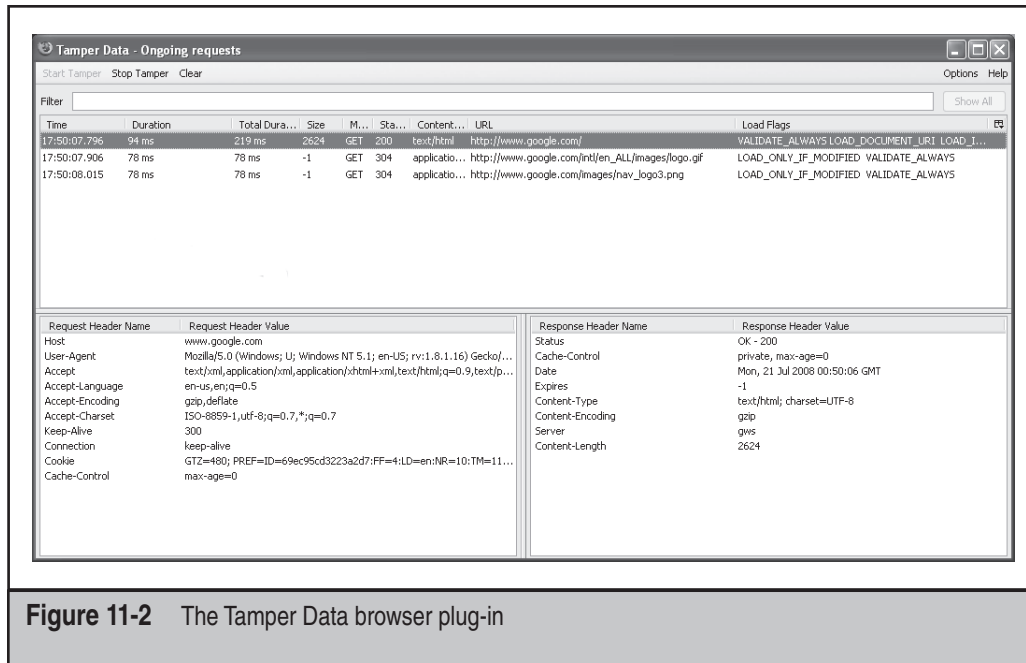 Tamper Data - Ongoing requests
Start Tamper Stop Tamper Clear Options Help
Filter Show All
Time Duration Total Dura... Size M... Sta... Content... URL Load Flags
17:50:07.796 94 ms 219 ms 2624 GET 200 text/html http://www.google.com/ VALIDATE_ALWAYS LOAD_DOCUMENT_URI LOAD_I...
17:50:07.906 78 ms 78 ms -1 GET 304 applicatio... http://www.google.com/intl/en_ALL/images/logo.gif LOAD_ONLY_IF_MODIFIED VALIDATE_ALWAYS
17:50:08.015 78 ms 78 ms -1 GET 304 applicatio... http://www.google.com/images/nav_logo3.png LOAD_ONLY_IF_MODIFIED VALIDATE_ALWAYS
Request Header Name Request Header Value
Host www.google.com
User-Agent Mozilla/5.0 (Windows; U; Windows NT 5.1; en-US; rv:1.8.1.16) Gecko/...
Accept text/xml,application/xml,application/xhtml+xml,text/html;q=0.9,text/p...
Accept-Language en-us,en;q=0.5
Accept-Encoding gzip,deflate
Accept-Charset ISO-8859-1,utf-8;q=0.7,*;q=0.7
Keep-Alive 300
Connection keep-alive
Cookie GTZ=480; PREF=ID=69ec95cd3223a2d7:FF=4:LD=en:NR=10:TM=11...
Cache-Control max-age=0
Response Header Name Response Header Value
Status OK - 200
Cache-Control private, max-age=0
Date Mon, 21 Jul 2008 00:50:06 GMT
Expires -1
Content-Type text/html; charset=UTF-8
Content-Encoding gzip
Server gws
Content-Length 2624
Figure 11-2 The Tamper Data browser plug-in